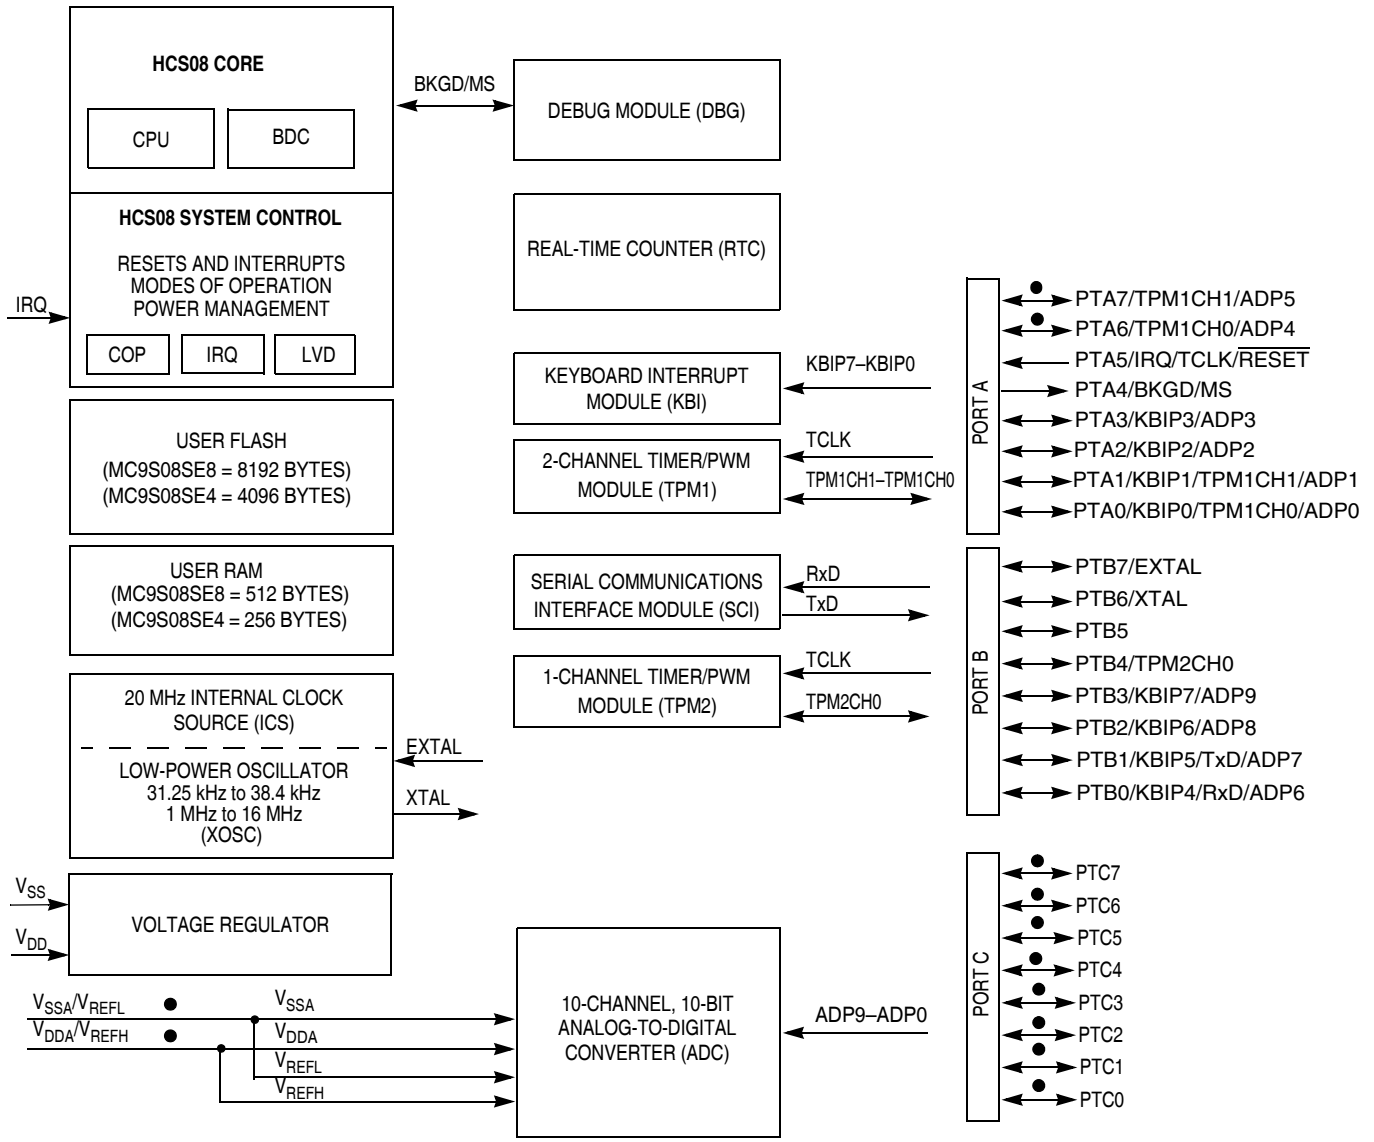 HCS08 CORE
CPU
BDC
HCS08 SYSTEM CONTROL
RESETS AND INTERRUPTS
MODES OF OPERATION
POWER MANAGEMENT
IRQ
COP
IRQ
LVD
USER FLASH
(MC9S08SE8 = 8192 BYTES)
(MC9S08SE4 = 4096 BYTES)
USER RAM
(MC9S08SE8 = 512 BYTES)
(MC9S08SE4 = 256 BYTES)
20 MHz INTERNAL CLOCK
SOURCE (ICS)
LOW-POWER OSCILLATOR
31.25 kHz to 38.4 kHz
1 MHz to 16 MHz
(XOSC)
EXTAL
XTAL
VSS
VDD
VOLTAGE REGULATOR
VSSA/VREFL
VDDA/VREFH
VSSA
VDDA
VREFL
VREFH
BKGD/MS
DEBUG MODULE (DBG)
REAL-TIME COUNTER (RTC)
KEYBOARD INTERRUPT
MODULE (KBI)
KBIP7–KBIP0
2-CHANNEL TIMER/PWM
MODULE (TPM1)
TCLK
TPM1CH1–TPM1CH0
SERIAL COMMUNICATIONS
INTERFACE MODULE (SCI)
RxD
TxD
1-CHANNEL TIMER/PWM
MODULE (TPM2)
TCLK
TPM2CH0
10-CHANNEL, 10-BIT
ANALOG-TO-DIGITAL
CONVERTER (ADC)
ADP9–ADP0
PORT A
PTA7/TPM1CH1/ADP5
PTA6/TPM1CH0/ADP4
PTA5/IRQ/TCLK/RESET
PTA4/BKGD/MS
PTA3/KBIP3/ADP3
PTA2/KBIP2/ADP2
PTA1/KBIP1/TPM1CH1/ADP1
PTA0/KBIP0/TPM1CH0/ADP0
PORT B
PTB7/EXTAL
PTB6/XTAL
PTB5
PTB4/TPM2CH0
PTB3/KBIP7/ADP9
PTB2/KBIP6/ADP8
PTB1/KBIP5/TxD/ADP7
PTB0/KBIP4/RxD/ADP6
PORT C
PTC7
PTC6
PTC5
PTC4
PTC3
PTC2
PTC1
PTC0